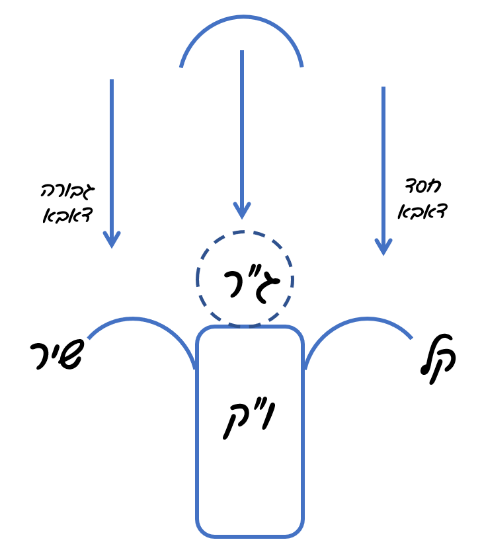 חסד
דאבא
גבורה
דאבא
ג"ר
קל
שיר
ו"ק